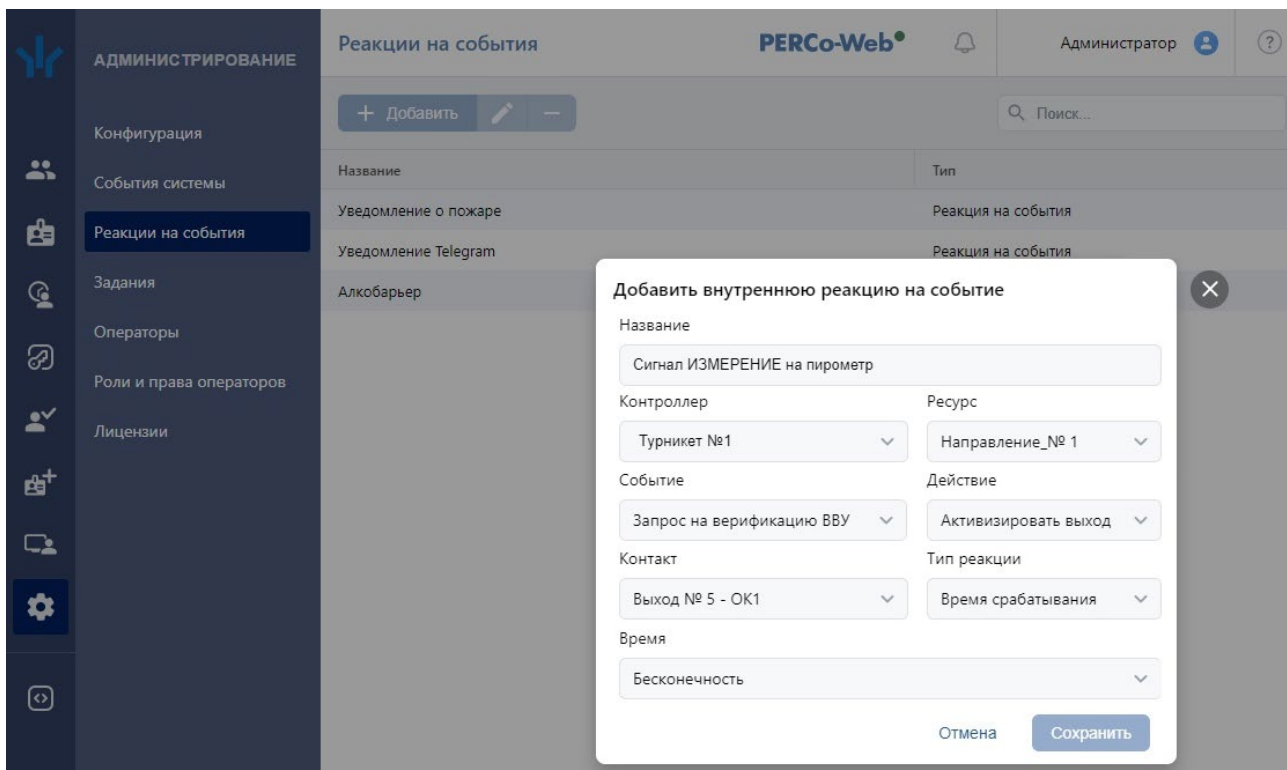 АДМИНИСТРИРОВАНИЕ
Конфигурация
События системы
Реакции на события
Задания
Операторы
Роли и права операторов
Лицензии
Реакции на события
PERCo-Web
Администратор
?
+ Добавить
Поиск...
Название
Тип
Уведомление о пожаре
Реакция на события
Уведомление Telegram
Реакция на события
Алкобарьер
Добавить внутреннюю реакцию на событие
Название
Сигнал ИЗМЕРЕНИЕ на пирометр
Контроллер
Ресурс
Турникет №1
Направление_№ 1
Событие
Действие
Запрос на верификацию ВВУ
Активизировать выход
Контакт
Тип реакции
Выход № 5 - ОК1
Время срабатывания
Время
Бесконечность
Отмена
Сохранить